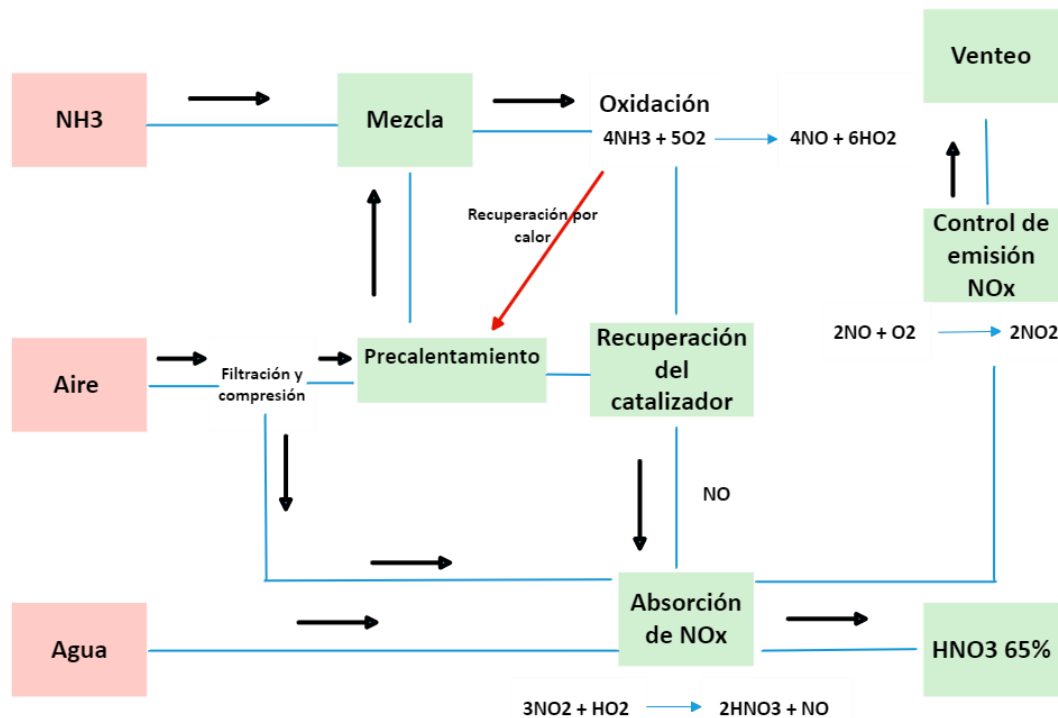 Venteo
NH3
Mezcla
Oxidación
4NH3 + 5O2
4NO + 6HO2
Recuperación por
calor
Control de
emisión
NOx
2NO + O2
2NO2
Aire
Filtración y
compresión
Precalentamiento
Recuperación
del
catalizador
NO
Agua
Absorción
de NOx
HNO3 65%
3NO2 + HO2
2HNO3 + NO